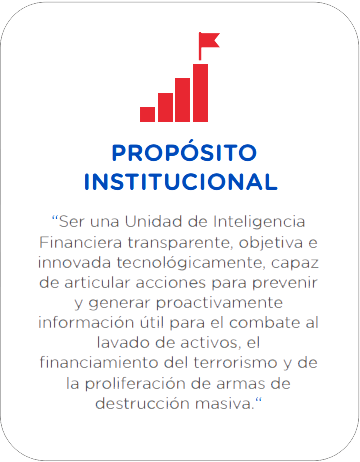 PROPÓSITO
INSTITUCIONAL
“Ser una Unidad de Inteligencia
Financiera transparente, objetiva e
innovada tecnológicamente, capaz
de articular acciones para prevenir
y generar proactivamente
información útil para el combate al
lavado de activos, el
financiamiento del terrorismo y de
la proliferación de armas de
destrucción masiva.“